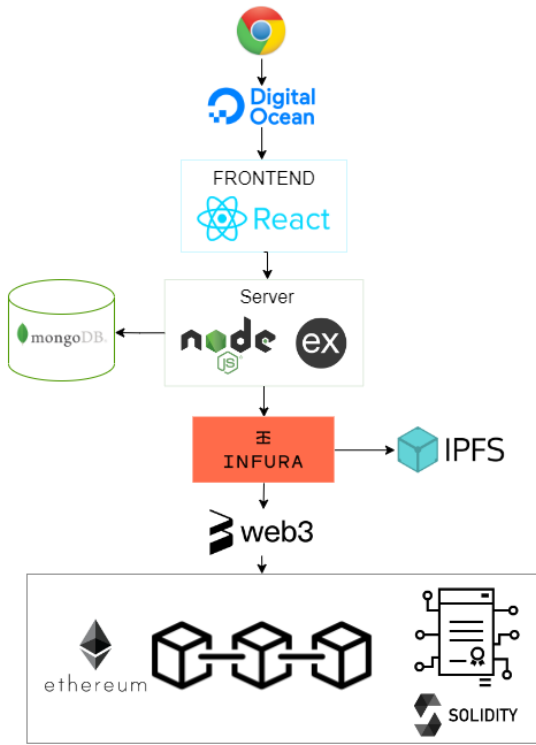 Digital
Ocean
FRONTEND
React
Server
node
JS
ex
mongoDB
INFURA
IPFS
web3
ethereum
SOLIDITY